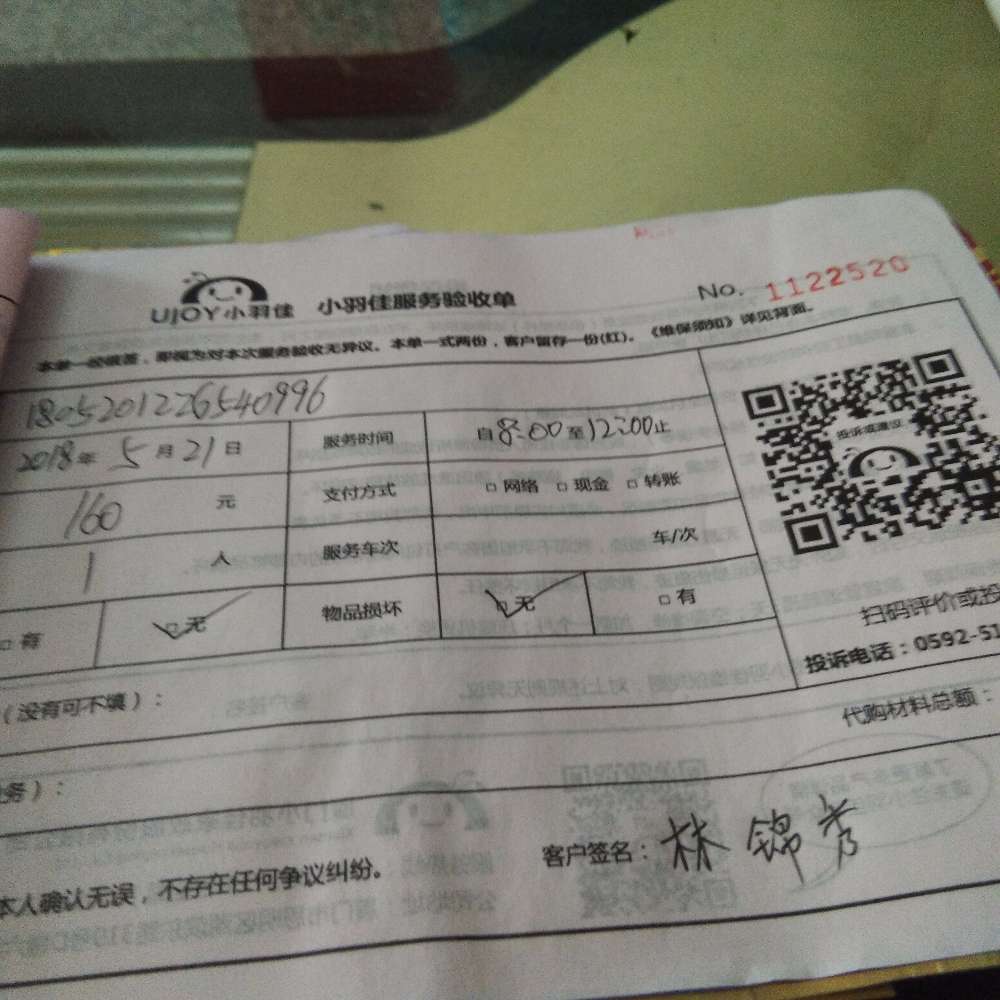 UJOY小羽佳 小羽佳服务验收单 No. 1122520
本单一经签, 即视为对本次服务验收无异议。本单一式两份，客户留存一份(红)。《维保须知》详见背面。
1805201226540996
2018年 5月21日 服务时间 自8:00至12:00止
160 元 支付方式 □网络 □现金 □转账
1 人 服务车次 车/次
□有 □无 物品损坏 □无 □有
投诉或建议
扫码评价或投
投诉电话：0592-51
（没有可不填）：
代购材料总额：
务）：
客户签名：林锦秀
本人确认无误，不存在任何争议纠纷。